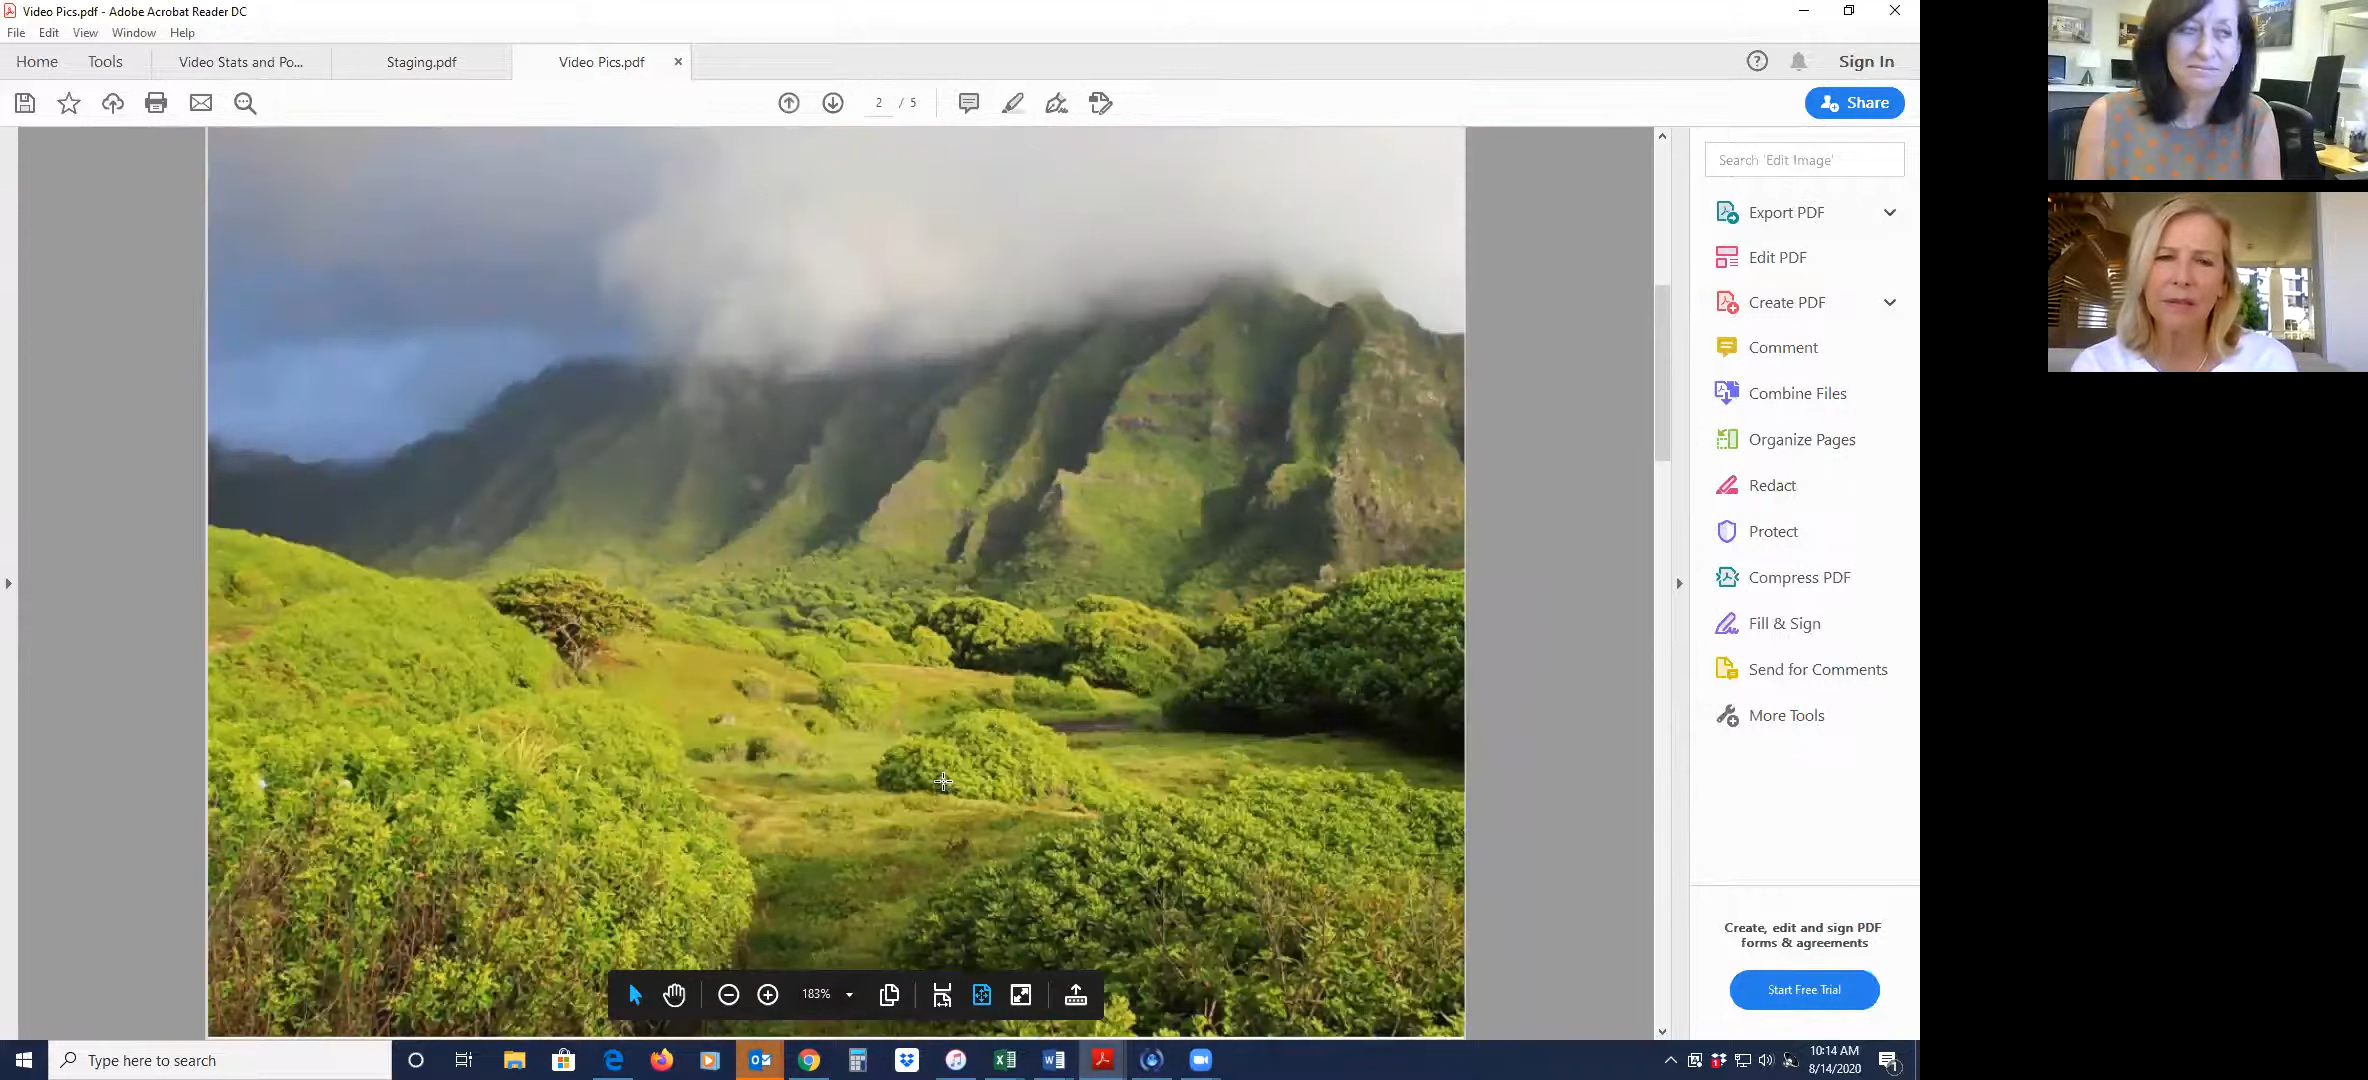 Video Pics.pdf - Adobe Acrobat Reader DC
File Edit View Window Help
Home Tools Video Stats and Po... Staging.pdf Video Pics.pdf Sign In
2 / 5 Share
Search 'Edit Image'
Export PDF
Edit PDF
Create PDF
Comment
Combine Files
Organize Pages
Redact
Protect
Compress PDF
Fill & Sign
Send for Comments
More Tools
Create, edit and sign PDF
forms & agreements
Start Free Trial
183%
Type here to search
10:14 AM
8/14/2020